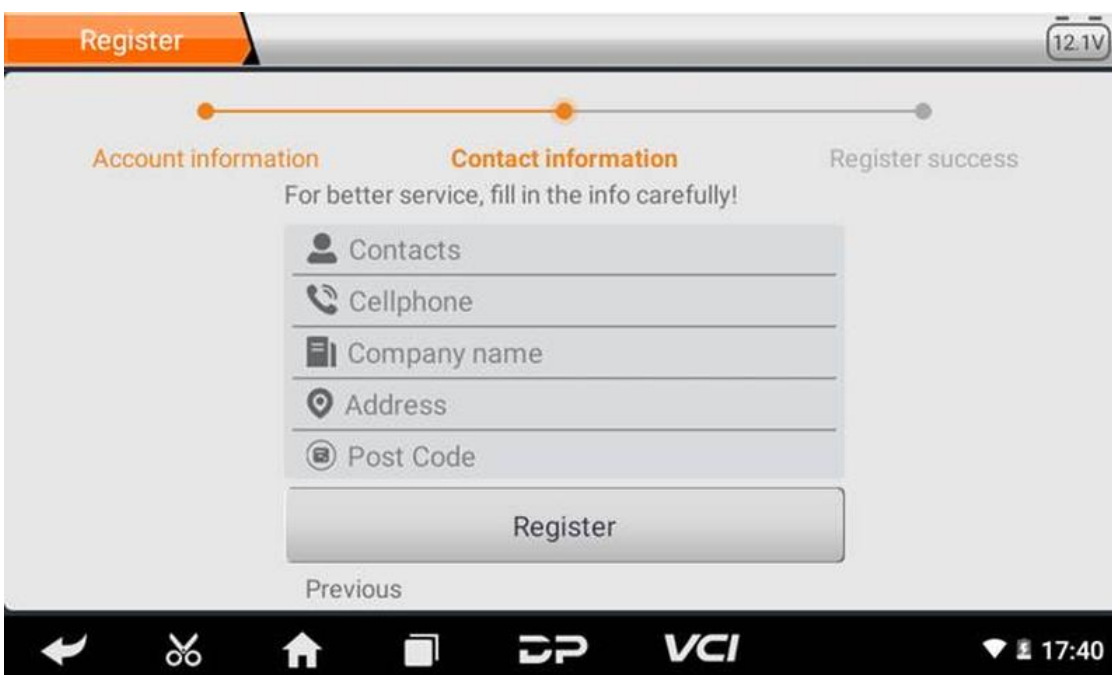 Register
12.1V
Account information
Contact information
Register success
For better service, fill in the info carefully!
Contacts
Cellphone
Company name
Address
Post Code
Register
Previous
DP
VCI
17:40